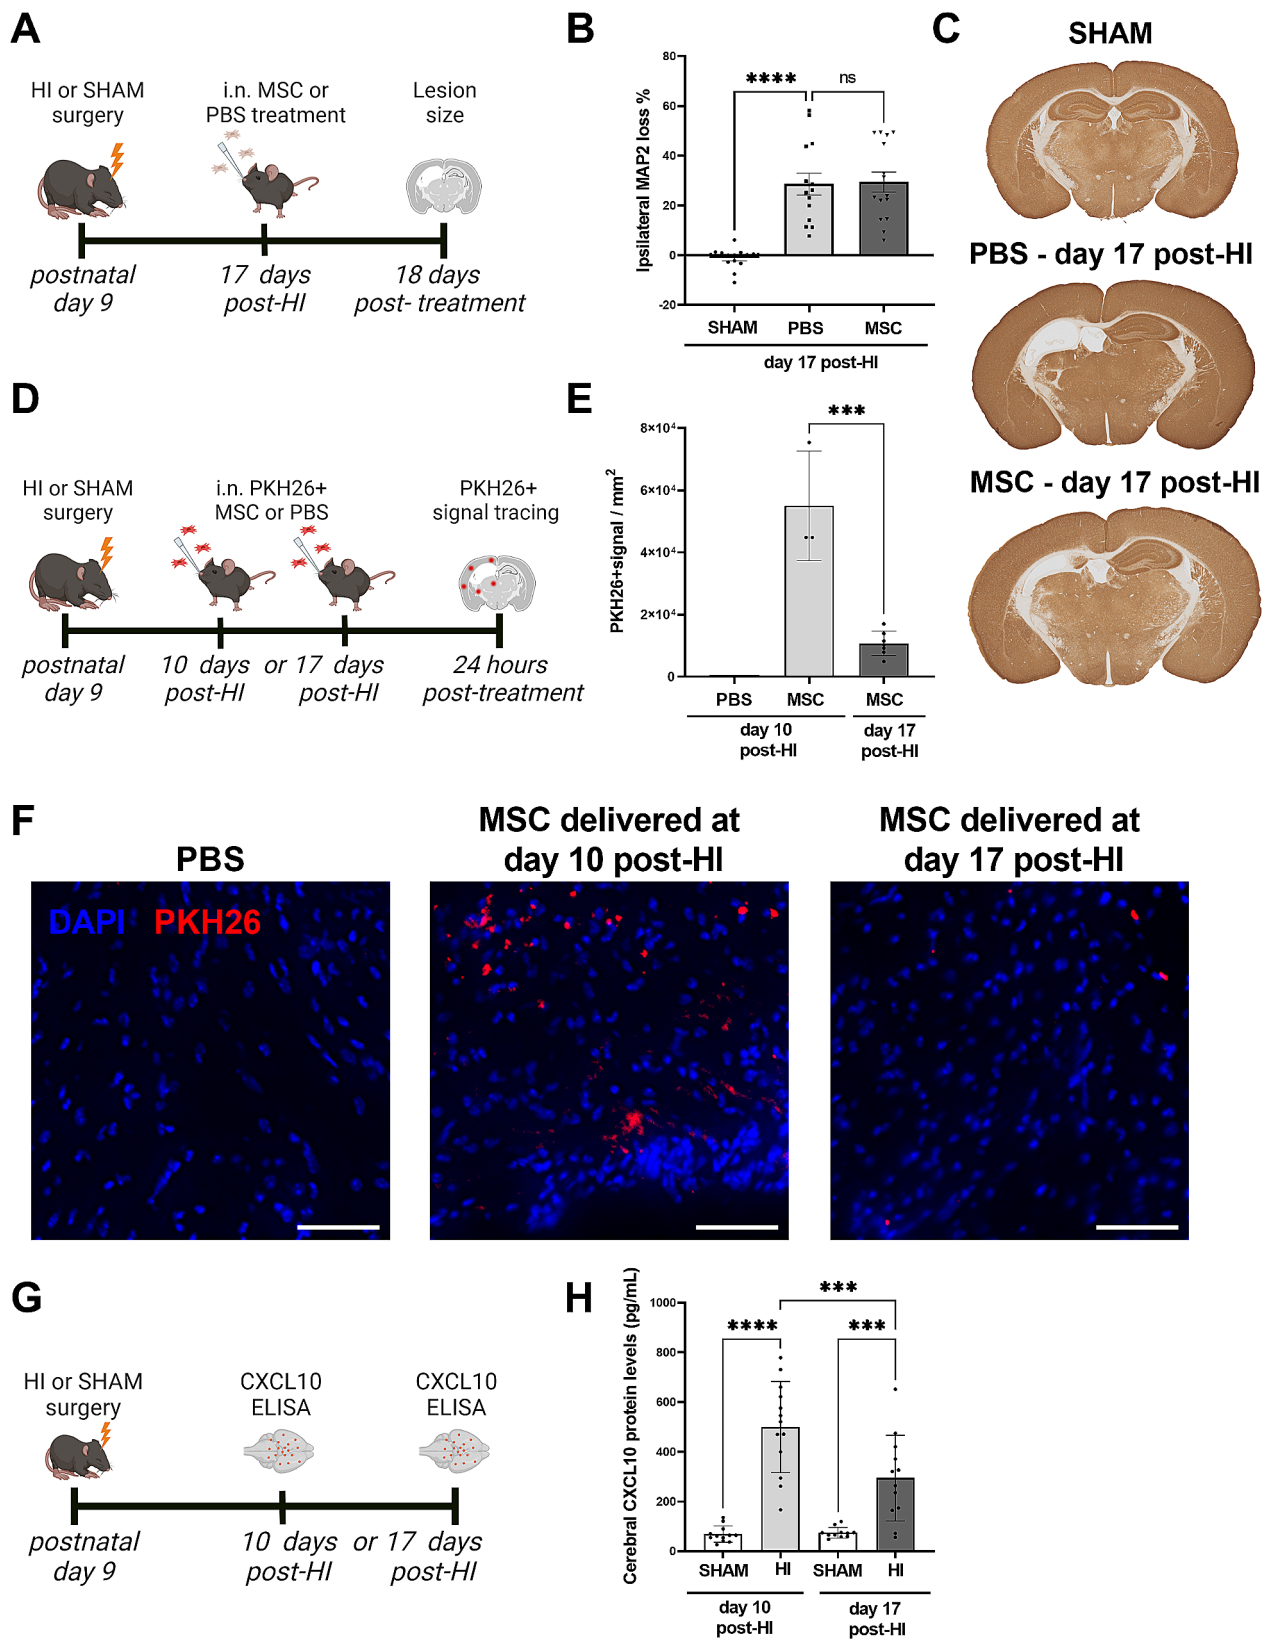 A
HI or SHAM
surgery
i.n. MSC or
PBS treatment
Lesion
size
postnatal
day 9
17 days
post-HI
18 days
post- treatment
B
Ipsilateral MAP2 loss %
80
60
40
20
0
-20
****
ns
SHAM
PBS
MSC
day 17 post-HI
C
SHAM
PBS - day 17 post-HI
MSC - day 17 post-HI
D
HI or SHAM
surgery
i.n. PKH26+
MSC or PBS
PKH26+
signal tracing
postnatal
day 9
10 days or 17 days
post-HI post-HI
24 hours
post-treatment
E
PKH26+signal / mm²
8×10⁴
6×10⁴
4×10⁴
2×10⁴
0
***
PBS
MSC
MSC
day 10
post-HI
day 17
post-HI
F
PBS
MSC delivered at
day 10 post-HI
MSC delivered at
day 17 post-HI
DAPI PKH26
G
HI or SHAM
surgery
CXCL10
ELISA
CXCL10
ELISA
postnatal
day 9
10 days or 17 days
post-HI post-HI
H
Cerebral CXCL10 protein levels (pg/mL)
1000
800
600
400
200
0
****
***
***
SHAM
HI
SHAM
HI
day 10
post-HI
day 17
post-HI